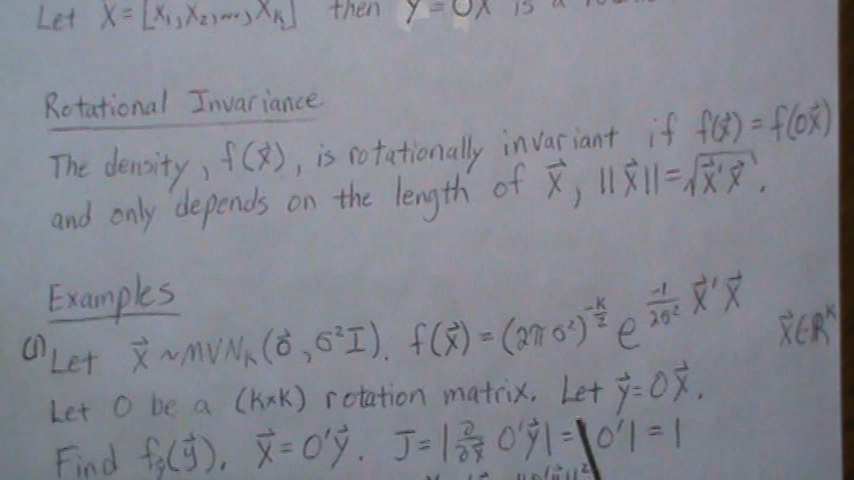 Let X = [x₁, x₂, ..., xₖ] then y = OX is a
Rotational Invariance
The density, f(x⃗), is rotationally invariant if f(x⃗) = f(Ox⃗)
and only depends on the length of x⃗, ||x⃗|| = √x⃗'x⃗.
Examples
(1) Let x⃗ ~ MVNₖ(0⃗, σ²I). f(x⃗) = (2πσ²)^(-k/2) e^(-1/(2σ²) x⃗'x⃗) x⃗∈Rᵏ
Let O be a (k×k) rotation matrix. Let y⃗ = Ox⃗.
Find f_y⃗(y⃗). x⃗ = O'y⃗. J = |∂/∂y⃗ O'y⃗| = |O'| = 1